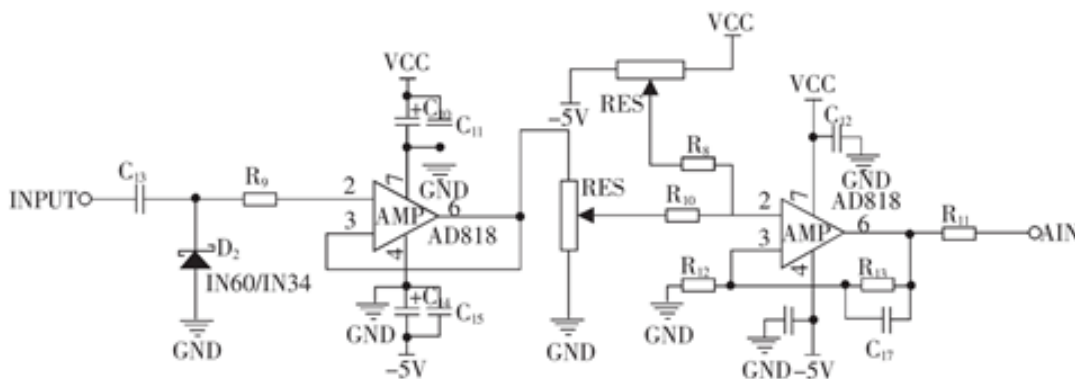 VCC
VCC
VCC
+C10
C11
RES
-5V
C12
GND
R8
C13
R9
INPUT
2
7
GND
RES
R10
2
7
AD818
R11
AMP
6
AMP
6
AIN
3
AD818
3
D2
4
R12
4
R13
IN60/IN34
+C14
GND
C15
GND
GND
-5V
GND
GND
-5V
C17